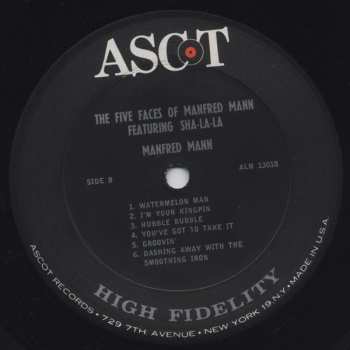 ASCOT
THE FIVE FACES OF MANFRED MANN
FEATURING SHA-LA-LA
MANFRED MANN
SIDE B
ALM 13018
1. WATERMELON MAN
2. I'M YOUR KINGPIN
3. HUBBLE BUBBLE
4. YOU'VE GOT TO TAKE IT
5. GROOVIN'
6. DASHING AWAY WITH THE
SMOOTHING IRON
HIGH FIDELITY
ASCOT RECORDS • 729 7TH. AVENUE • NEW YORK 19 N.Y. • MADE IN U.S.A.